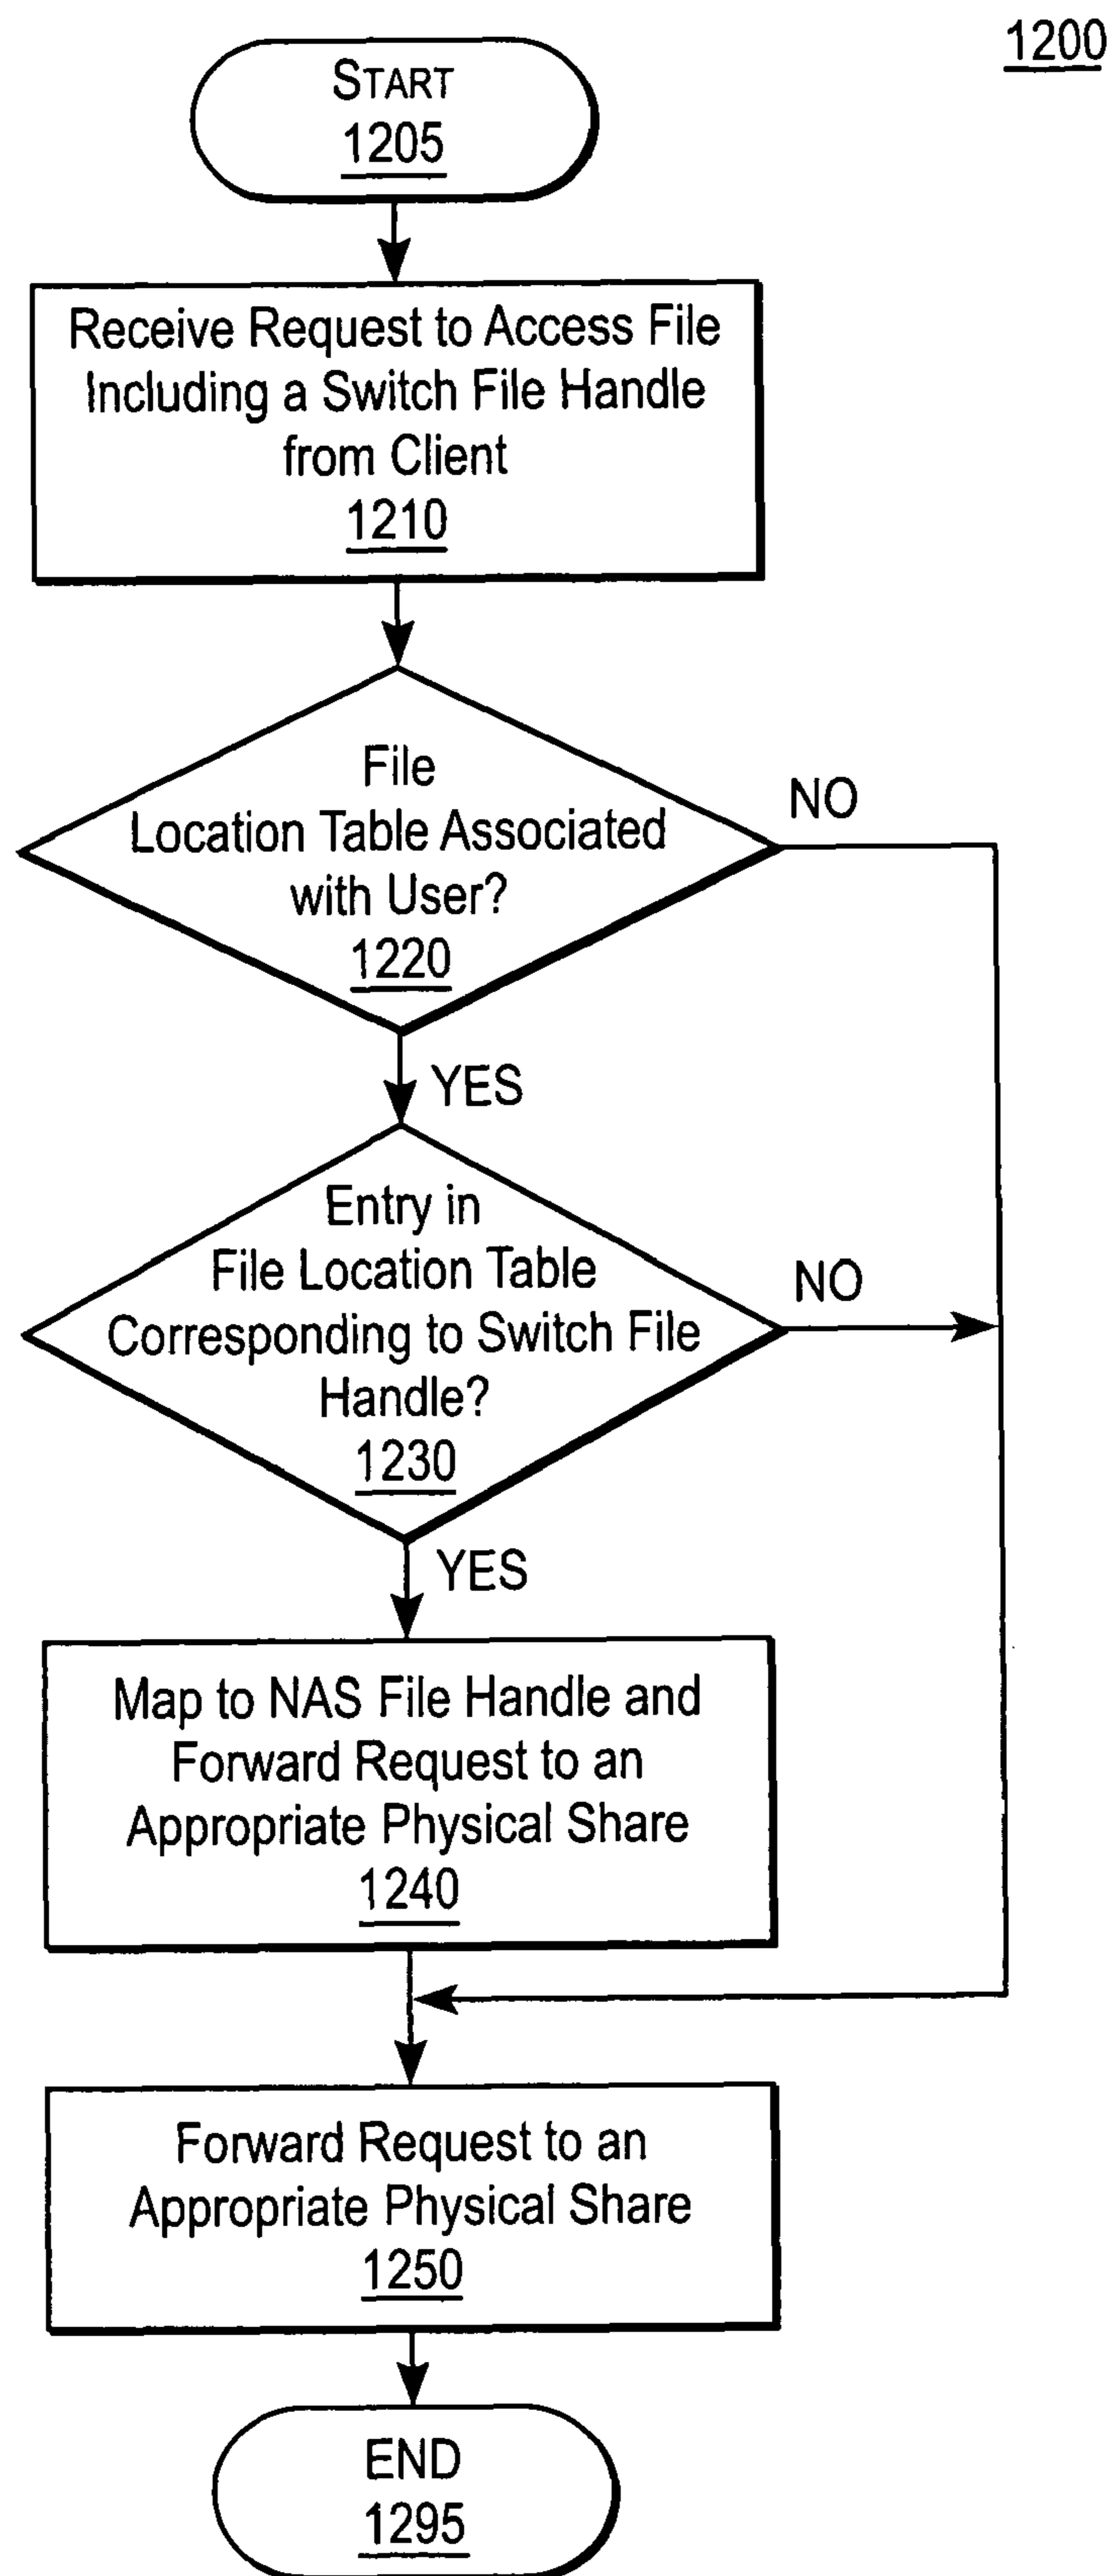 1200
START
1205
Receive Request to Access File
Including a Switch File Handle
from Client
1210
File
Location Table Associated
with User?
1220
NO
YES
Entry in
File Location Table
Corresponding to Switch File
Handle?
1230
NO
YES
Map to NAS File Handle and
Forward Request to an
Appropriate Physical Share
1240
Forward Request to an
Appropriate Physical Share
1250
END
1295